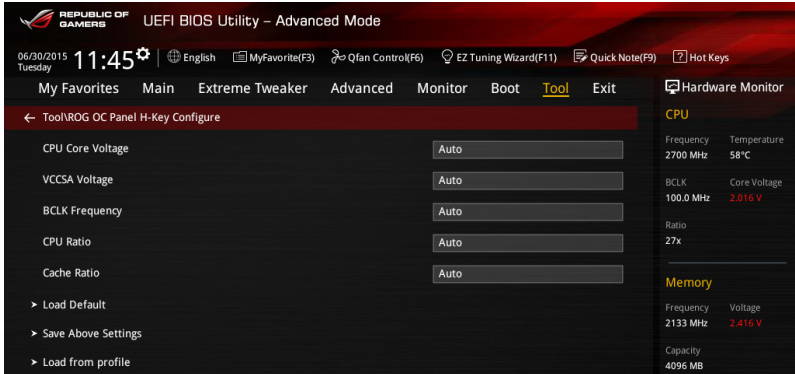 REPUBLIC OF
GAMERS
UEFI BIOS Utility – Advanced Mode
06/30/2015
Tuesday
11:45
English
MyFavorite(F3)
Qfan Control(F6)
EZ Tuning Wizard(F11)
Quick Note(F9)
? Hot Keys
My Favorites Main Extreme Tweaker Advanced Monitor Boot Tool Exit
Hardware Monitor
Tool\ROG OC Panel H-Key Configure
CPU Core Voltage Auto
VCCSA Voltage Auto
BCLK Frequency Auto
CPU Ratio Auto
Cache Ratio Auto
> Load Default
> Save Above Settings
> Load from profile
CPU
Frequency Temperature
2700 MHz 58°C
BCLK Core Voltage
100.0 MHz 2.016 V
Ratio
27x
Memory
Frequency Voltage
2133 MHz 2.416 V
Capacity
4096 MB